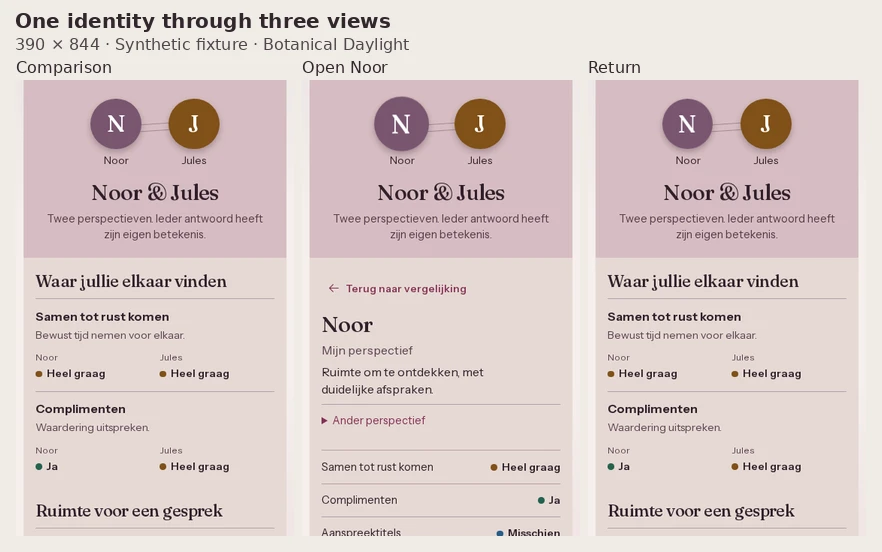 One identity through three views
390 × 844 · Synthetic fixture · Botanical Daylight
Comparison
N
J
Noor
Jules
Noor & Jules
Twee perspectieven. Ieder antwoord heeft
zijn eigen betekenis.
Waar jullie elkaar vinden
Samen tot rust komen
Bewust tijd nemen voor elkaar.
Noor
Jules
Heel graag
Heel graag
Complimenten
Waardering uitspreken.
Noor
Jules
Ja
Heel graag
Ruimte voor een gesprek
Open Noor
N
J
Noor
Jules
Noor & Jules
Twee perspectieven. Ieder antwoord heeft
zijn eigen betekenis.
← Terug naar vergelijking
Noor
Mijn perspectief
Ruimte om te ontdekken, met
duidelijke afspraken.
Ander perspectief
Samen tot rust komen
Heel graag
Complimenten
Ja
Aanspreektitels
Misschien
Return
N
J
Noor
Jules
Noor & Jules
Twee perspectieven. Ieder antwoord heeft
zijn eigen betekenis.
Waar jullie elkaar vinden
Samen tot rust komen
Bewust tijd nemen voor elkaar.
Noor
Jules
Heel graag
Heel graag
Complimenten
Waardering uitspreken.
Noor
Jules
Ja
Heel graag
Ruimte voor een gesprek